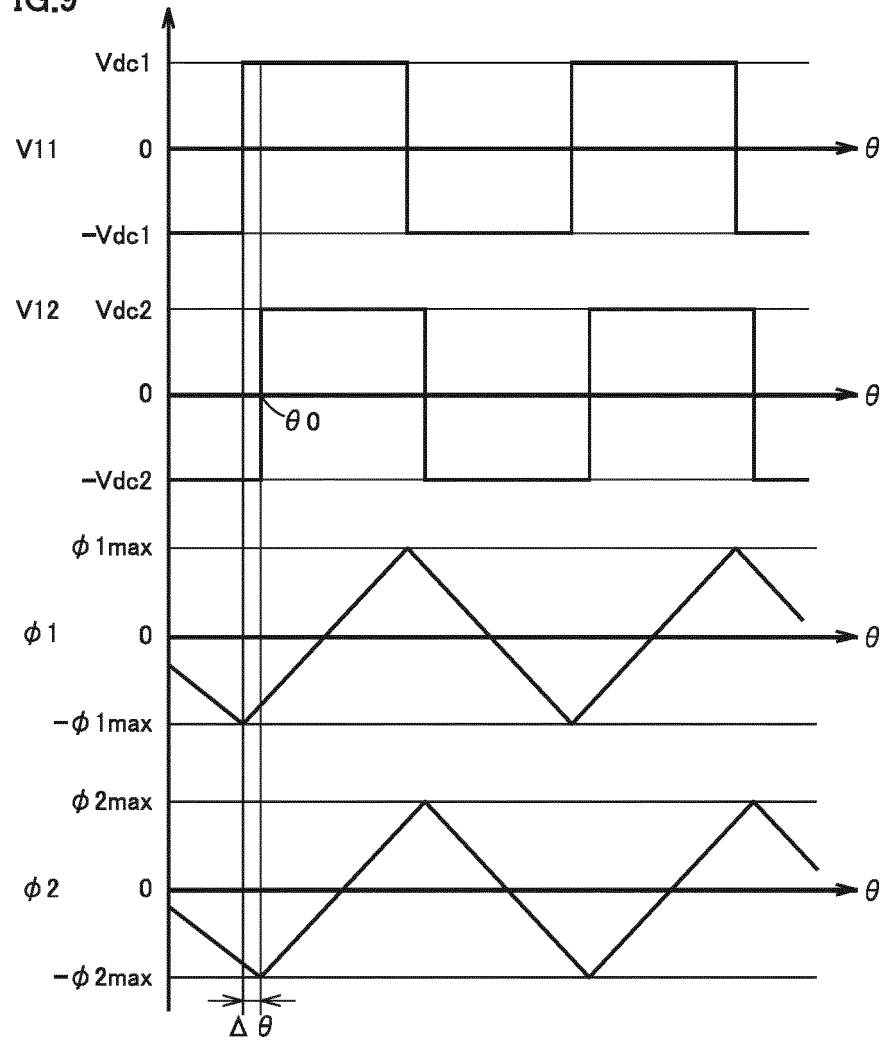 IG.9
Vdc1
V11 0 θ
-Vdc1
V12 Vdc2
0 θ
θ0
-Vdc2
ϕ1max
ϕ1 0 θ
-ϕ1max
ϕ2max
ϕ2 0 θ
-ϕ2max
Δθ